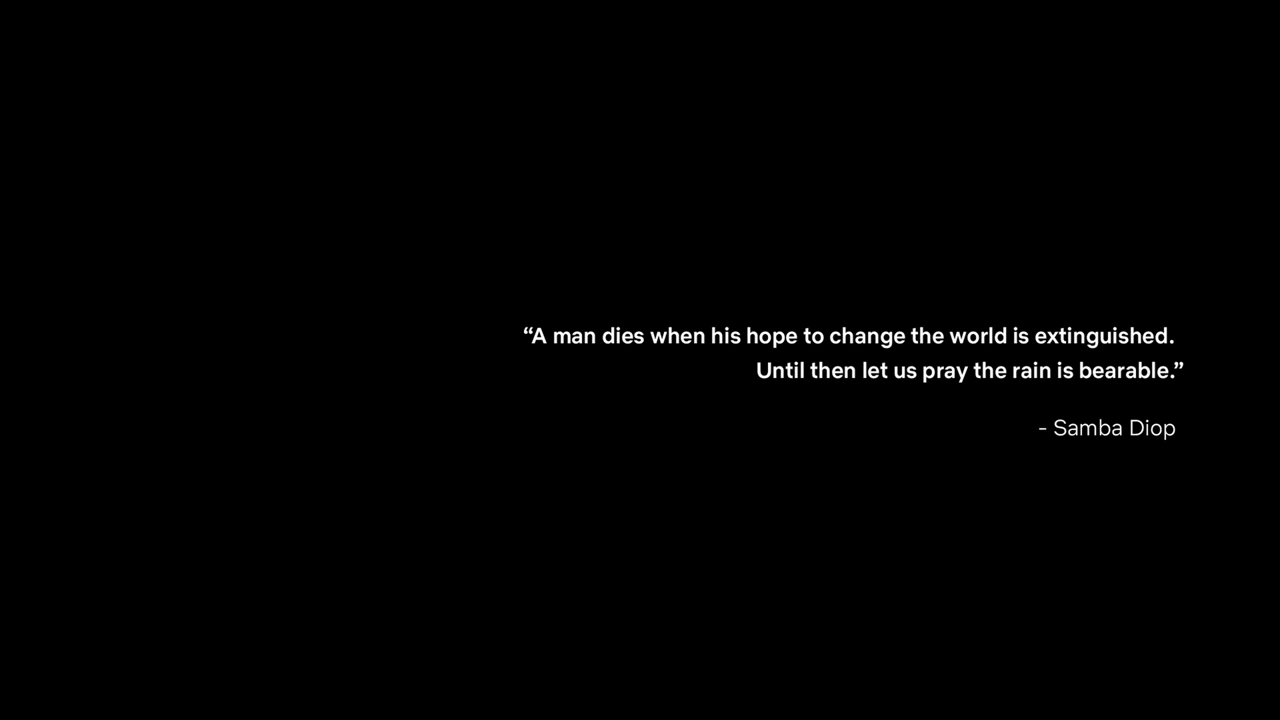 “A man dies when his hope to change the world is extinguished.
Until then let us pray the rain is bearable.”
- Samba Diop